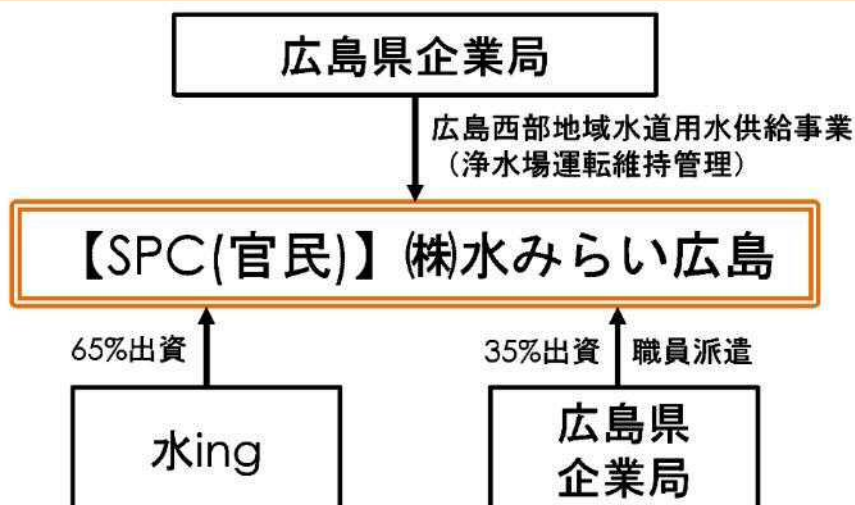 広島県企業局
広島西部地域水道用水供給事業
（浄水場運転維持管理）
【SPC(官民)】㈱水みらい広島
65%出資
35%出資 職員派遣
水ing
広島県
企業局